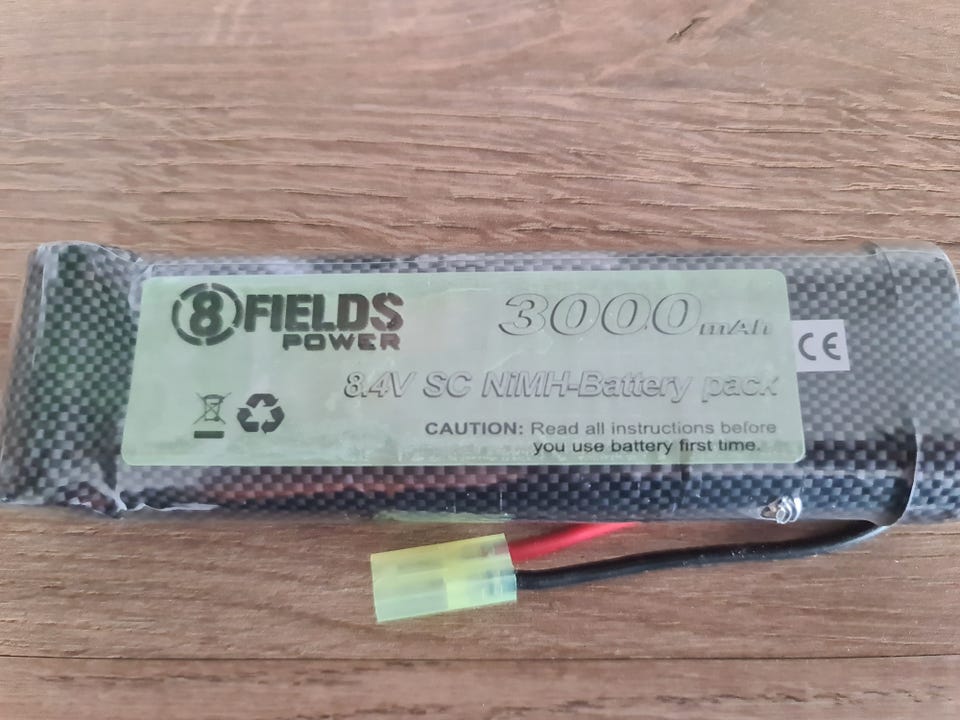 8FIELDS
POWER
3000mAh
8.4V SC NiMH-Battery pack
CAUTION: Read all instructions before
you use battery first time.
CE